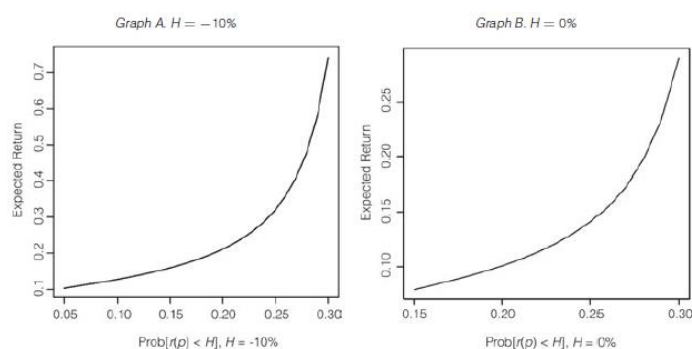 Graph A. H = −10%
Expected Return
0.7
0.6
0.5
0.4
0.3
0.2
0.1
0.05 0.10 0.15 0.20 0.25 0.30
Prob[r(p) < H], H = -10%
Graph B. H = 0%
Expected Return
0.25
0.20
0.15
0.10
0.15 0.20 0.25 0.30
Prob[r(p) < H], H = 0%